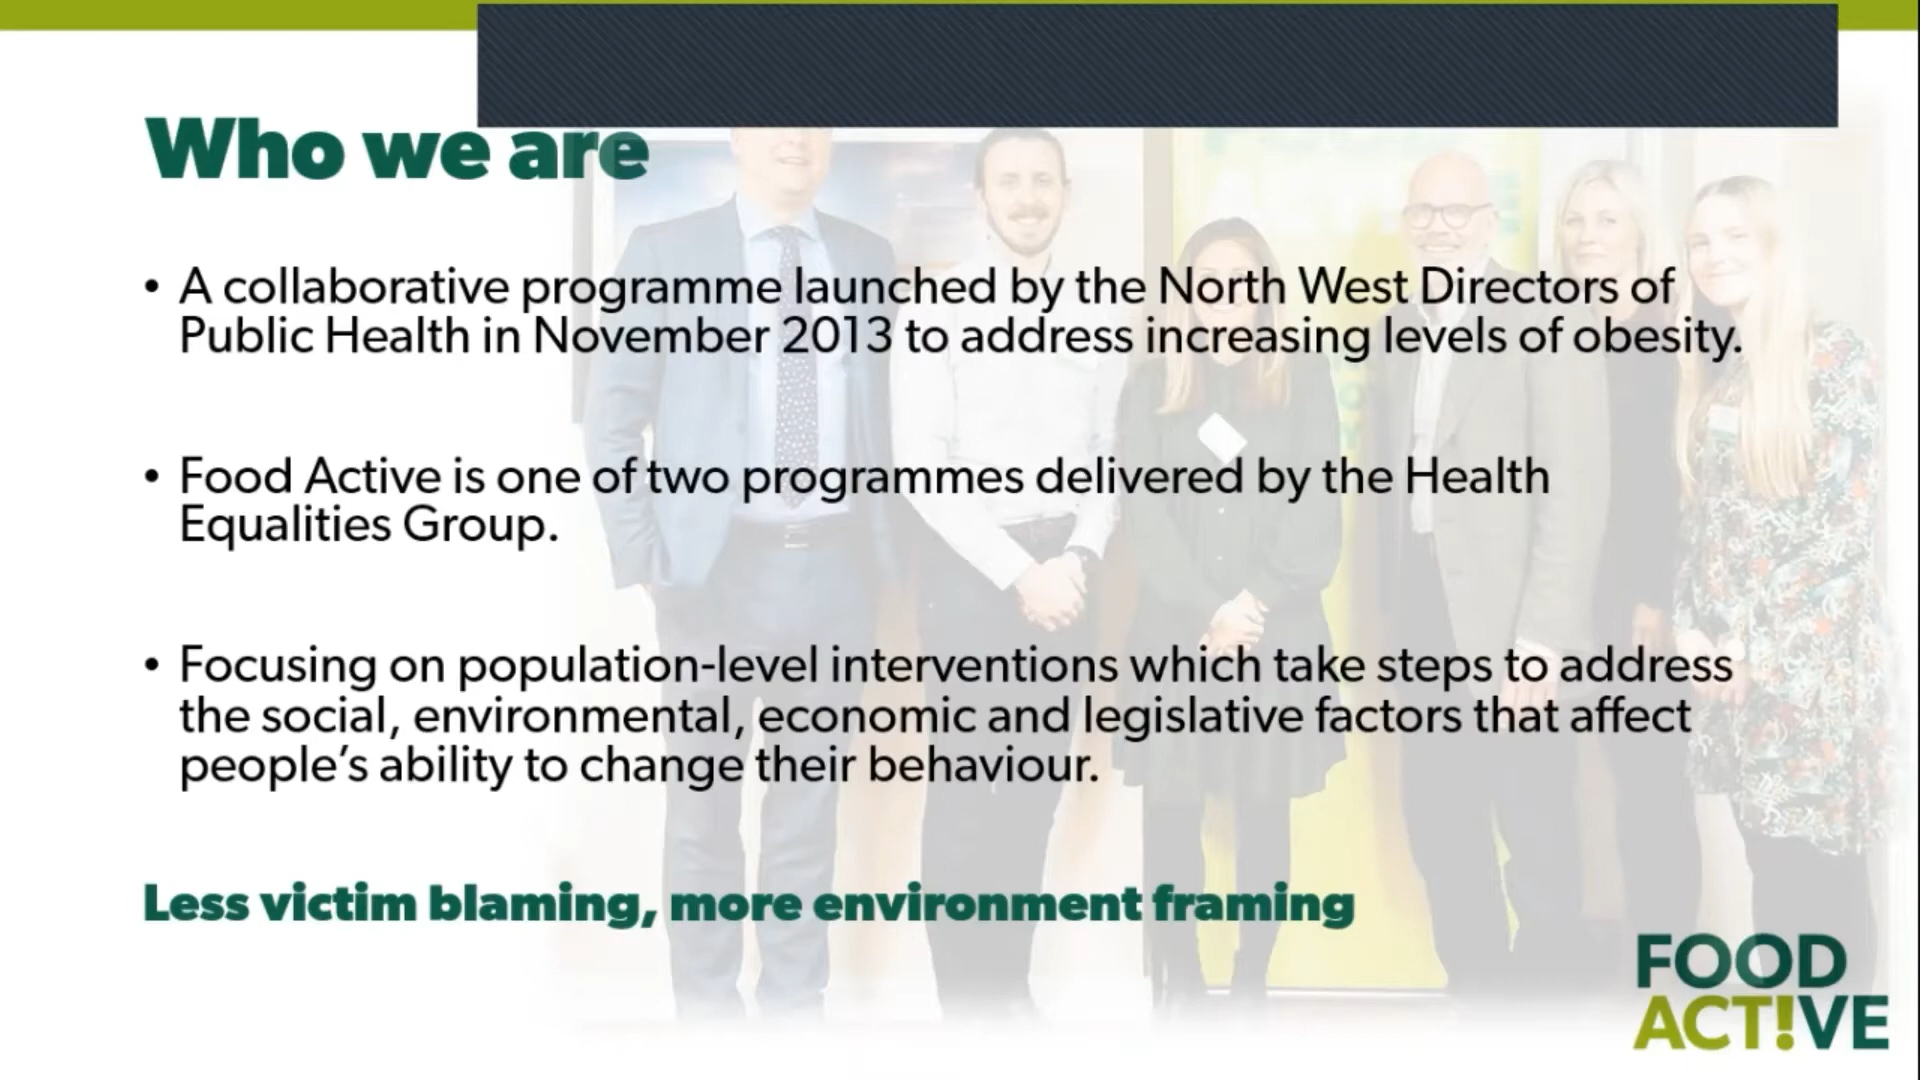 Who we are
• A collaborative programme launched by the North West Directors of
Public Health in November 2013 to address increasing levels of obesity.
• Food Active is one of two programmes delivered by the Health
Equalities Group.
• Focusing on population-level interventions which take steps to address
the social, environmental, economic and legislative factors that affect
people’s ability to change their behaviour.
Less victim blaming, more environment framing
FOOD
ACT!VE